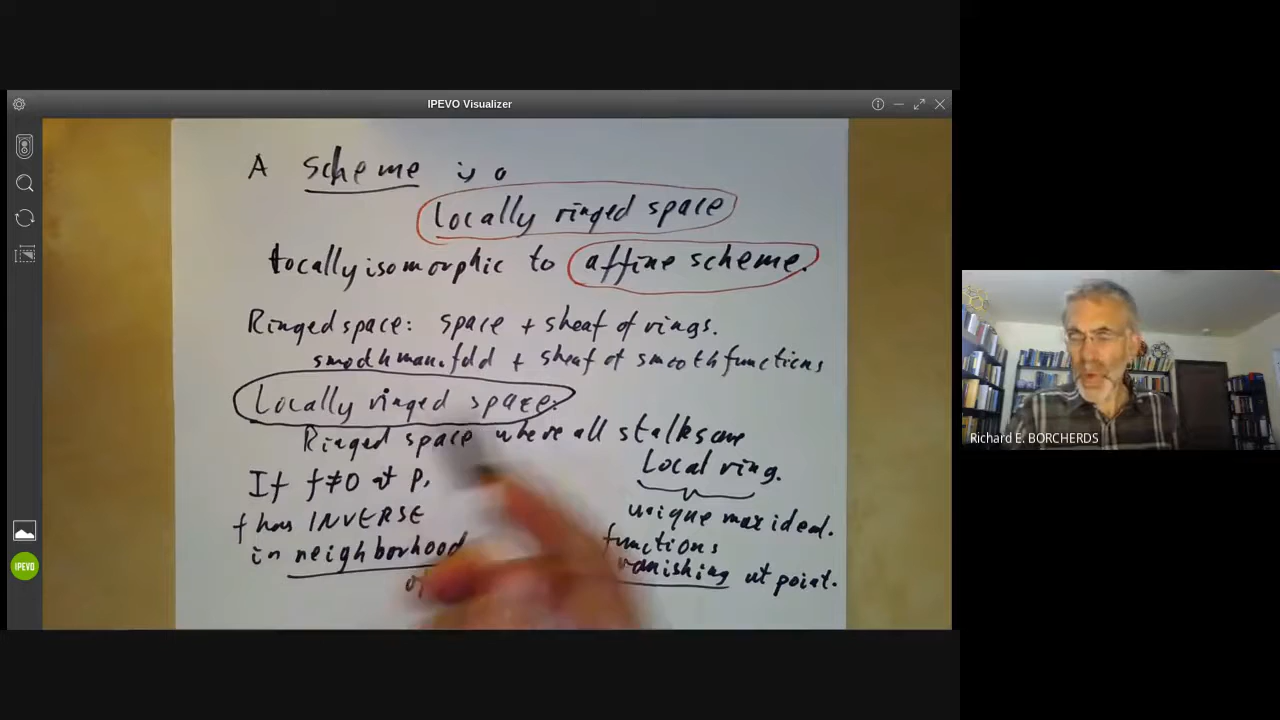 IPEVO Visualizer
A scheme is a
locally ringed space
locally isomorphic to affine scheme.
Ringed space: space + sheaf of rings.
smooth manifold + sheaf of smooth functions
Locally ringed space:
Ringed space where all stalks are
Local ring.
If f≠0 at p,
unique max ideal.
f has INVERSE
functions
in neighborhood
vanishing at point.
of
Richard E. BORCHERDS
IPEVO